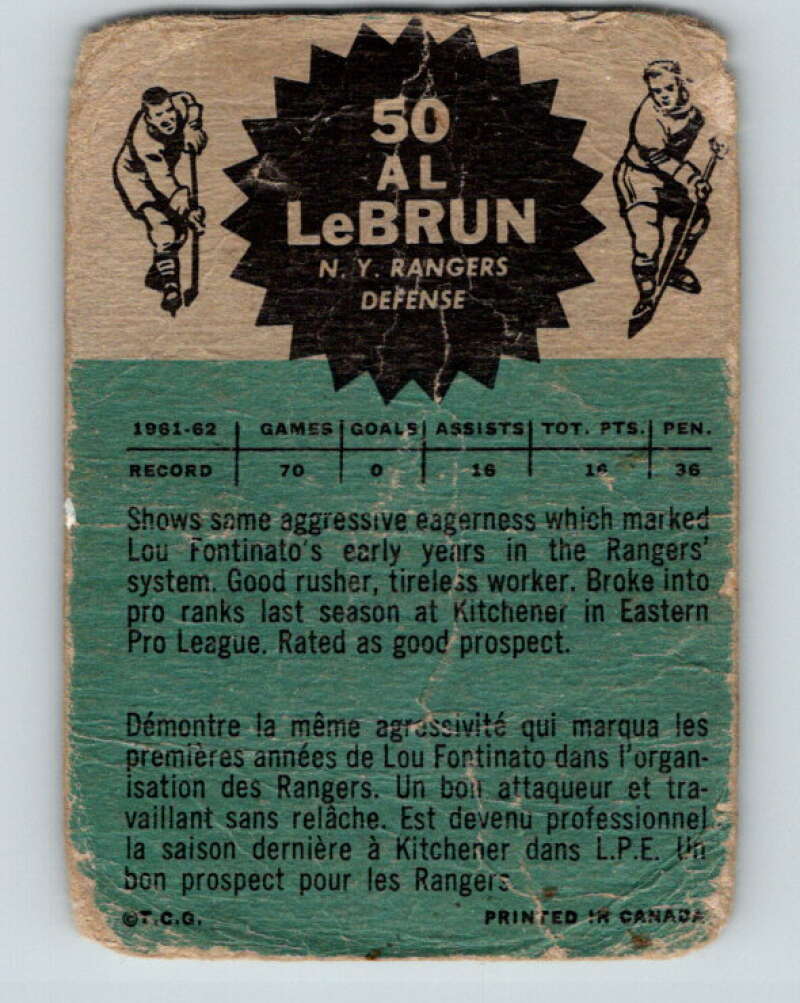 50
AL
LeBRUN
N. Y. RANGERS
DEFENSE
1961-62 GAMES GOALS ASSISTS TOT. PTS. PEN.
RECORD 70 0 16 16 36
Shows same aggressive eagerness which marked
Lou Fontinato's early years in the Rangers'
system. Good rusher, tireless worker. Broke into
pro ranks last season at Kitchener in Eastern
Pro League. Rated as good prospect.
Démontre la même agressivité qui marqua les
premières années de Lou Fontinato dans l'organ-
isation des Rangers. Un bon attaqueur et tra-
vaillant sans relâche. Est devenu professionnel
la saison dernière à Kitchener dans L.P.E. Un
bon prospect pour les Rangers
©T.C.G. PRINTED IN CANADA